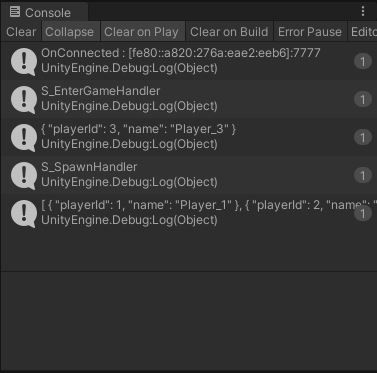 Console
Clear Collapse Clear on Play Clear on Build Error Pause Edito
OnConnected : [fe80::a820:276a:eae2:eeb6]:7777
UnityEngine.Debug:Log(Object)
1
S_EnterGameHandler
UnityEngine.Debug:Log(Object)
1
{ "playerId": 3, "name": "Player_3" }
UnityEngine.Debug:Log(Object)
1
S_SpawnHandler
UnityEngine.Debug:Log(Object)
1
[ { "playerId": 1, "name": "Player_1" }, { "playerId": 2, "name": "
UnityEngine.Debug:Log(Object)
1